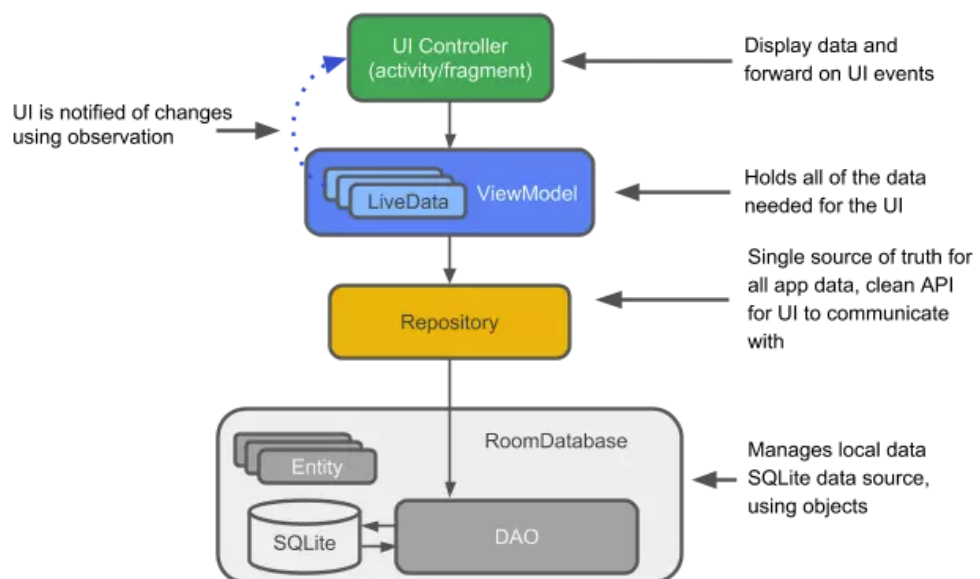 UI Controller
(activity/fragment)
Display data and
forward on UI events
UI is notified of changes
using observation
LiveData
ViewModel
Holds all of the data
needed for the UI
Single source of truth for
all app data, clean API
for UI to communicate
with
Repository
RoomDatabase
Entity
SQLite
DAO
Manages local data
SQLite data source,
using objects